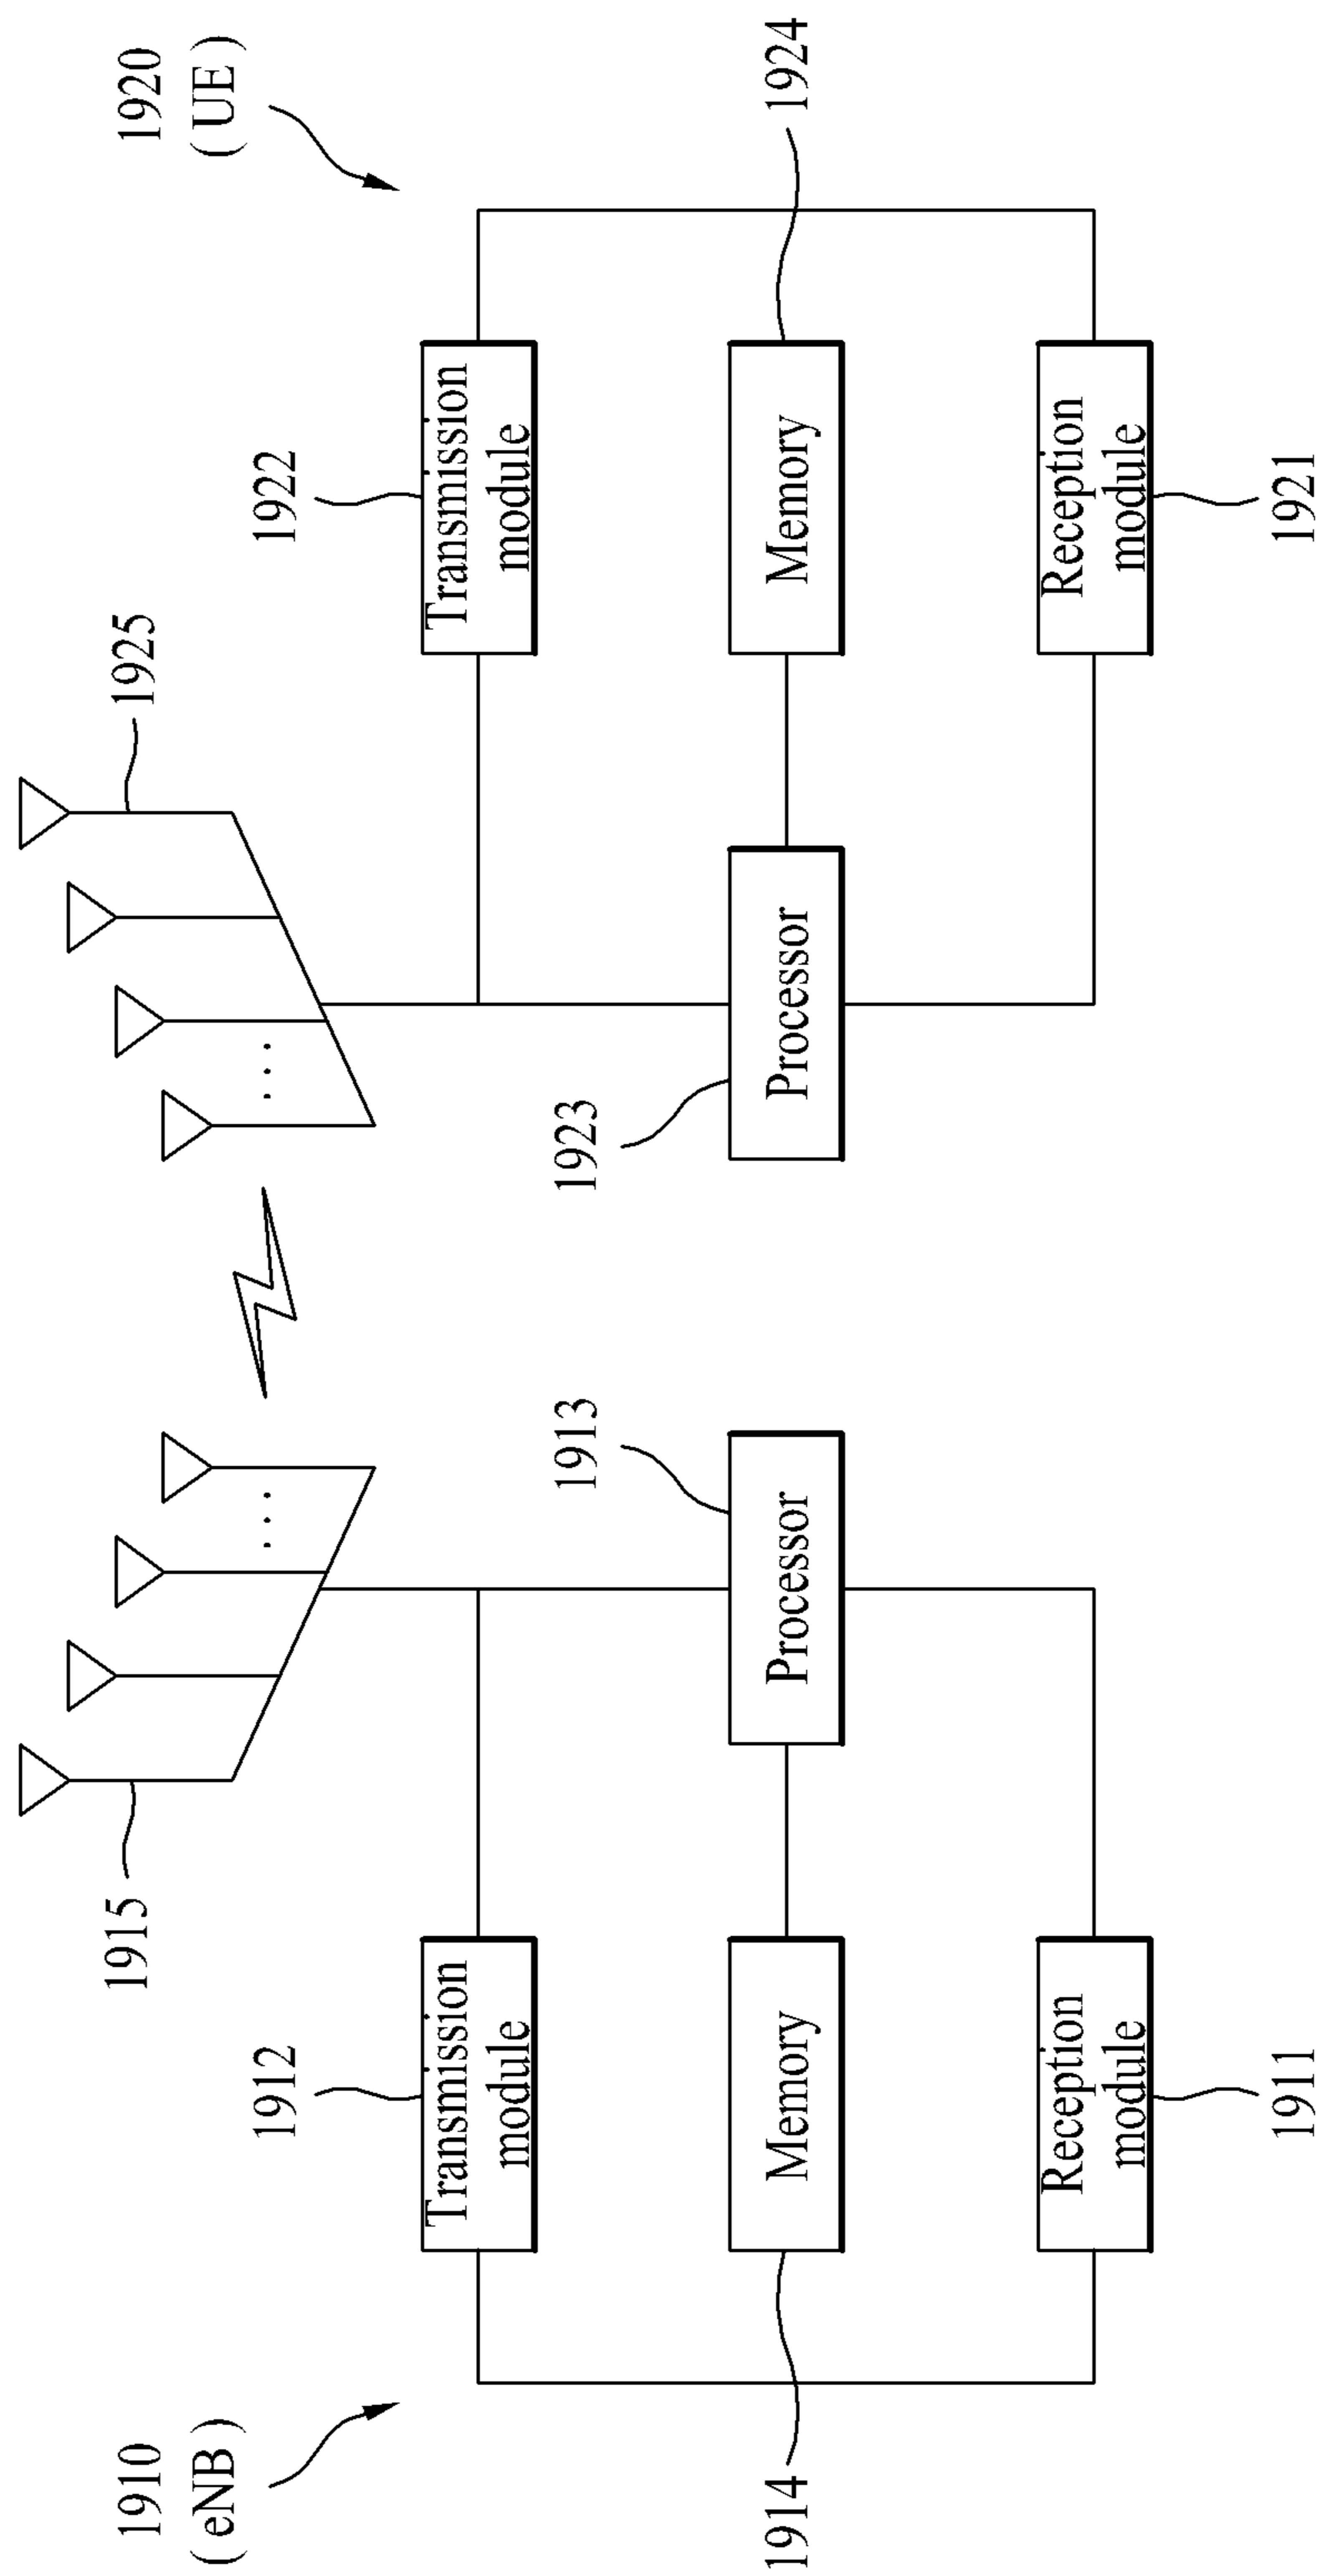 1910
( eNB )
1920
( UE )
1915
1925
1912
1922
Transmission
module
Transmission
module
1913
1923
Memory
Processor
Processor
Memory
1914
1924
Reception
module
Reception
module
1911
1921